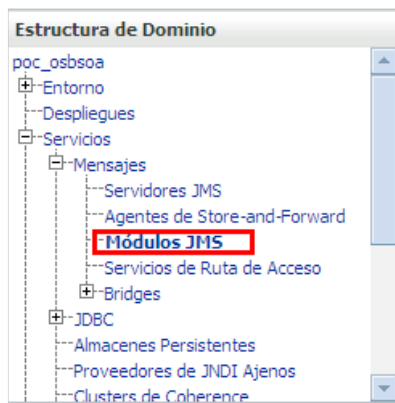 Estructura de Dominio
poc_osbsoa
Entorno
Despliegues
Servicios
Mensajes
Servidores JMS
Agentes de Store-and-Forward
Módulos JMS
Servicios de Ruta de Acceso
Bridges
JDBC
Almacenes Persistentes
Proveedores de JNDI Ajenos
Clusters de Coherence